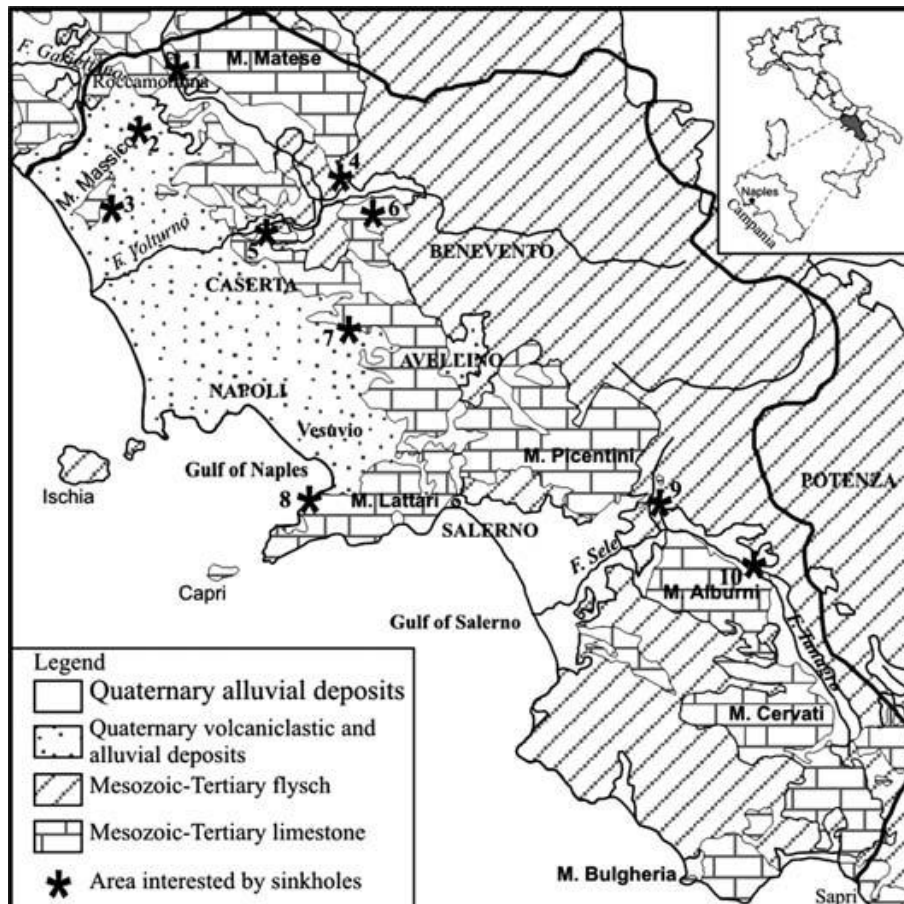 F. Garigliano
1
M. Matese
Roccamonfina
2
M. Massico
4
3
6
F. Volturno
5
BENEVENTO
CASERTA
7
AVELLINO
NAPOLI
Vesuvio
M. Picentini
Gulf of Naples
9
POTENZA
Ischia
8
M. Lattari
SALERNO
F. Sele
10
M. Alburni
Capri
Gulf of Salerno
F. Tanagro
M. Cervati
M. Bulgheria
Sapri
Naples
Campania
Legend
Quaternary alluvial deposits
Quaternary volcaniclastic and
alluvial deposits
Mesozoic-Tertiary flysch
Mesozoic-Tertiary limestone
Area interested by sinkholes